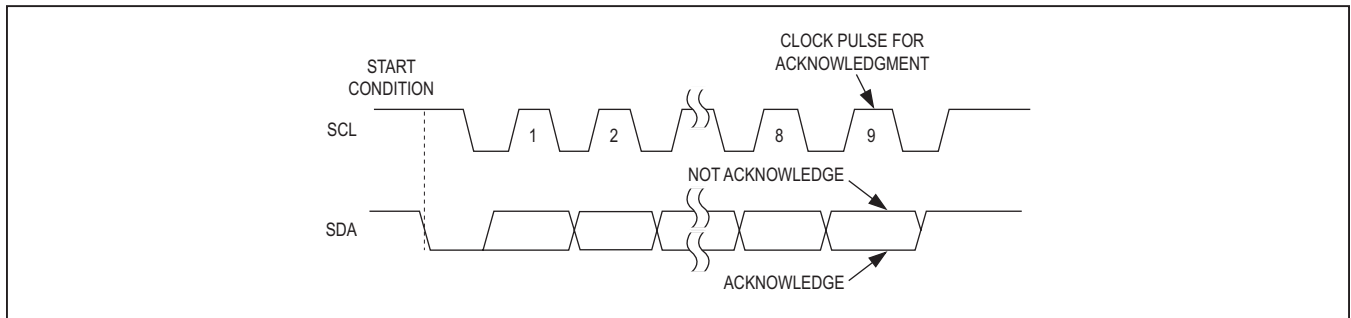 START
CONDITION
CLOCK PULSE FOR
ACKNOWLEDGMENT
SCL
1
2
8
9
NOT ACKNOWLEDGE
SDA
ACKNOWLEDGE